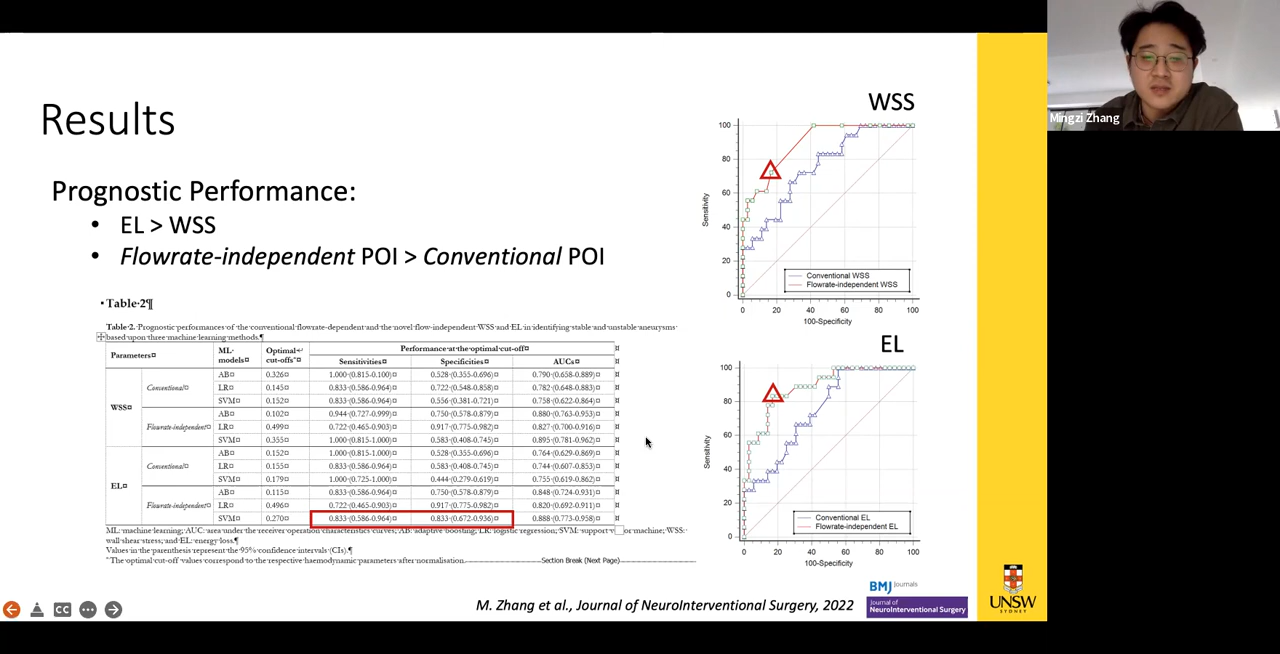 Results
Prognostic Performance:
• EL > WSS
• Flowrate-independent POI > Conventional POI
▪ Table·2¶
Table·2.·Prognostic·performances·of·the·conventional·flowrate-dependent·and·the·novel·flow-independent·WSS·and·EL·in·identifying·stable·and·unstable·aneurysms·
based·upon·three·machine·learning·methods.¶
Parameters¤ ML· models¤ Optimal↵ cut-offs*¤ Performance·at·the·optimal·cut-off¤
Sensitivities¤ Specificities¤ AUCs¤
WSS¤ Conventional¤ AB¤ 0.326¤ 1.000·(0.815-0.100)¤ 0.528·(0.355-0.696)¤ 0.790·(0.658-0.889)¤
LR¤ 0.145¤ 0.833·(0.586-0.964)¤ 0.722·(0.548-0.858)¤ 0.782·(0.648-0.883)¤
SVM¤ 0.152¤ 0.833·(0.586-0.964)¤ 0.556·(0.381-0.721)¤ 0.758·(0.622-0.864)¤
Flowrate-independent¤ AB¤ 0.102¤ 0.944·(0.727-0.999)¤ 0.750·(0.578-0.879)¤ 0.880·(0.763-0.953)¤
LR¤ 0.499¤ 0.722·(0.465-0.903)¤ 0.917·(0.775-0.982)¤ 0.827·(0.700-0.916)¤
SVM¤ 0.355¤ 1.000·(0.815-1.000)¤ 0.583·(0.408-0.745)¤ 0.895·(0.781-0.962)¤
EL¤ Conventional¤ AB¤ 0.152¤ 1.000·(0.815-1.000)¤ 0.528·(0.355-0.696)¤ 0.764·(0.629-0.869)¤
LR¤ 0.155¤ 0.833·(0.586-0.964)¤ 0.583·(0.408-0.745)¤ 0.744·(0.607-0.853)¤
SVM¤ 0.179¤ 1.000·(0.725-1.000)¤ 0.444·(0.279-0.619)¤ 0.755·(0.619-0.862)¤
Flowrate-independent¤ AB¤ 0.115¤ 0.833·(0.586-0.964)¤ 0.750·(0.578-0.879)¤ 0.848·(0.724-0.931)¤
LR¤ 0.496¤ 0.722·(0.465-0.903)¤ 0.917·(0.775-0.982)¤ 0.820·(0.692-0.911)¤
SVM¤ 0.270¤ 0.833·(0.586-0.964)¤ 0.833·(0.672-0.936)¤ 0.888·(0.773-0.958)¤
ML:·machine·learning;·AUC:·area·under·the·receiver·operation·characteristics·curves;·AB:·adaptive·boosting;·LR:·logistic·regression;·SVM:·support·v or·machine;·WSS:·
wall·shear·stress;·and·EL:·energy·loss.¶
Values·in·the·parenthesis·represent·the·95%·confidence·intervals·(CIs).¶
*The·optimal·cut-off·values·correspond·to·the·respective·haemodynamic·parameters·after·normalisation. Section Break (Next Page)
WSS
100
80
60
40
20
0
Sensitivity
Conventional WSS
Flowrate-independent WSS
0 20 40 60 80 100
100-Specificity
EL
100
80
60
40
20
0
Sensitivity
Conventional EL
Flowrate-independent EL
0 20 40 60 80 100
100-Specificity
M. Zhang et al., Journal of NeuroInterventional Surgery, 2022
BMJ Journals
Journal of
NeuroInterventional Surgery
UNSW
SYDNEY
CC
Mingzi Zhang